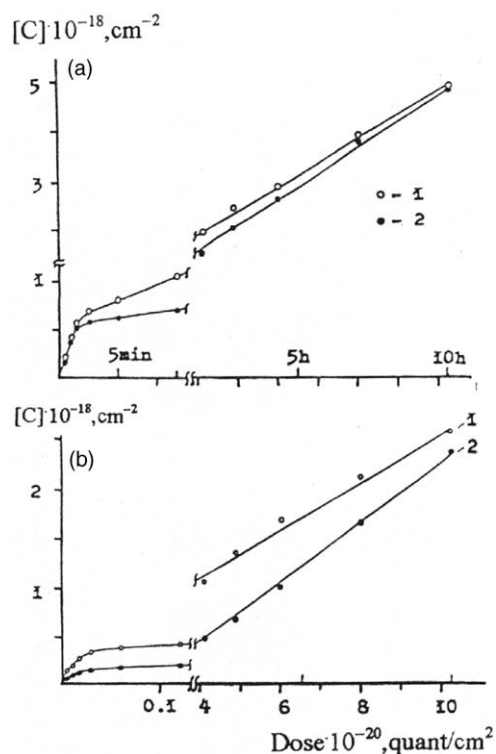 [C]·10⁻¹⁸,cm⁻²
(a)
5
3
1
○ – 1
● – 2
5min 5h 10h
[C]·10⁻¹⁸,cm⁻²
(b)
1
2
2
1
0.1 4 6 8 10
Dose·10⁻²⁰,quant/cm²